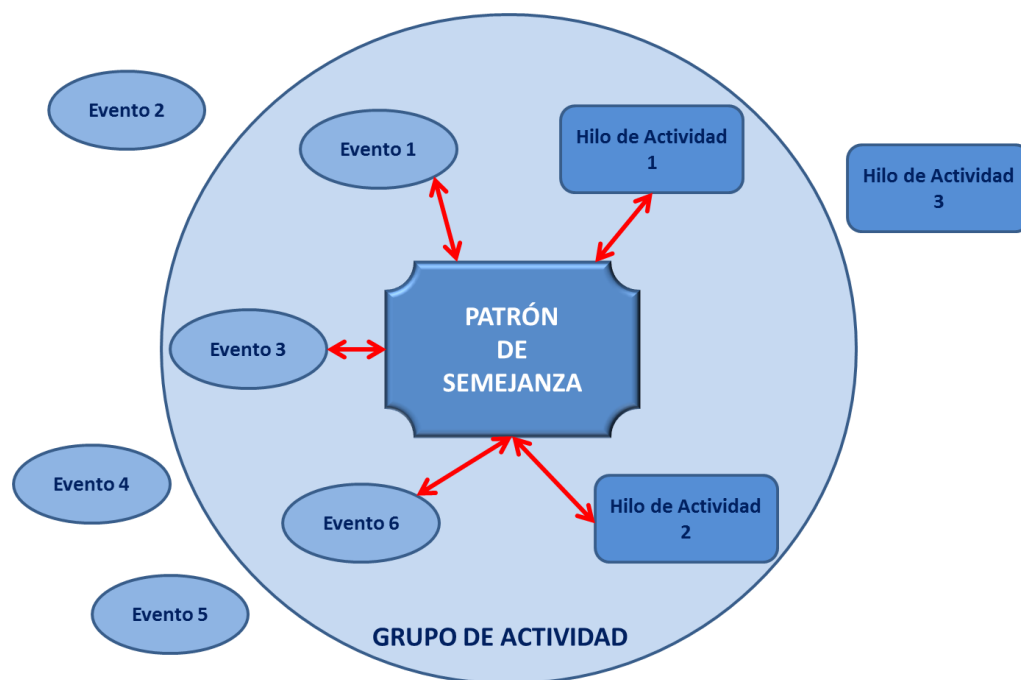 Evento 2
Evento 1
Hilo de Actividad
1
Hilo de Actividad
3
PATRÓN
DE
SEMEJANZA
Evento 3
Evento 4
Evento 6
Hilo de Actividad
2
Evento 5
GRUPO DE ACTIVIDAD